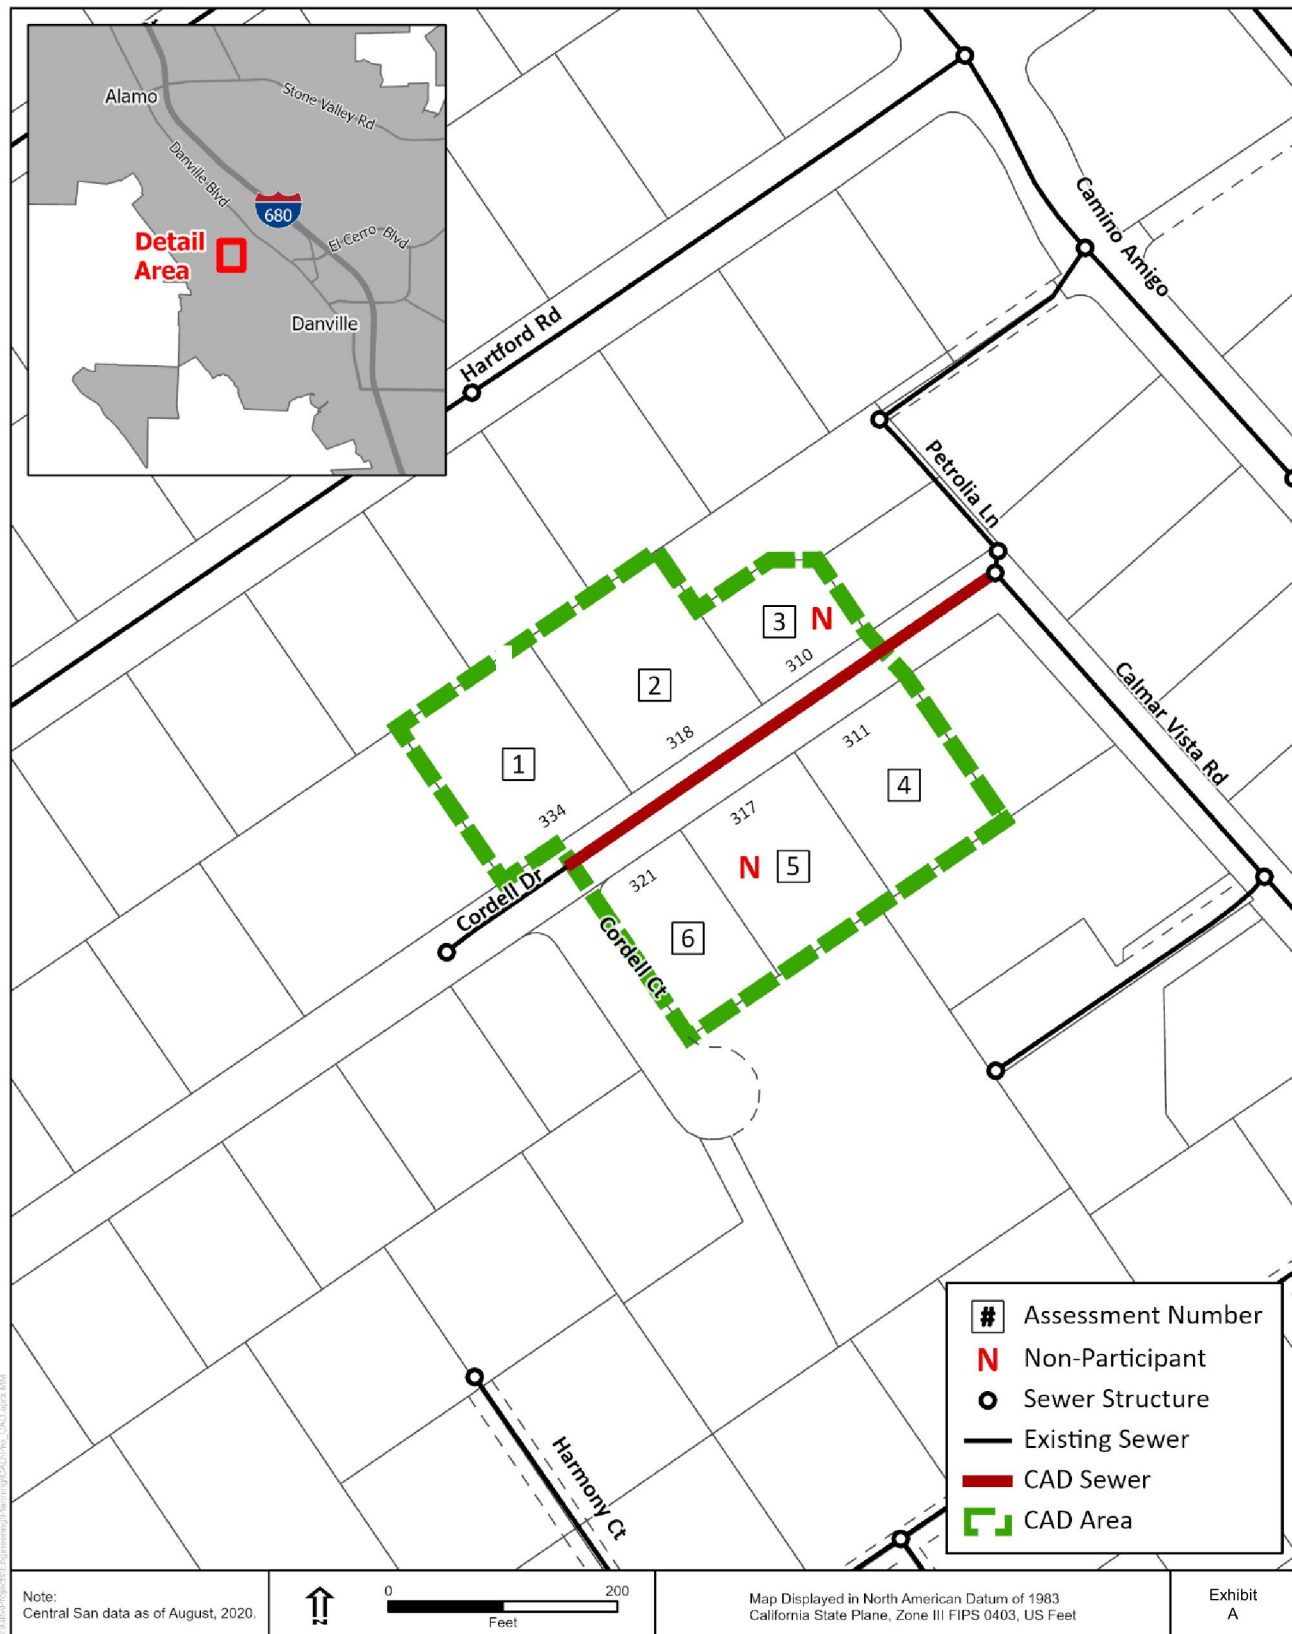 Alamo
Stone Valley Rd
Danville Blvd
680
El Cerro Blvd
Detail
Area
Danville
Hartford Rd
Camino Amigo
Petrolia Ln
Calmar Vista Rd
3
N
310
2
318
1
334
311
4
317
N
5
321
6
Cordell Dr
Cordell Ct
Harmony Ct
# Assessment Number
N Non-Participant
Sewer Structure
Existing Sewer
CAD Sewer
CAD Area
Note:
Central San data as of August, 2020.
N
0 200
Feet
Map Displayed in North American Datum of 1983
California State Plane, Zone III FIPS 0403, US Feet
Exhibit
A